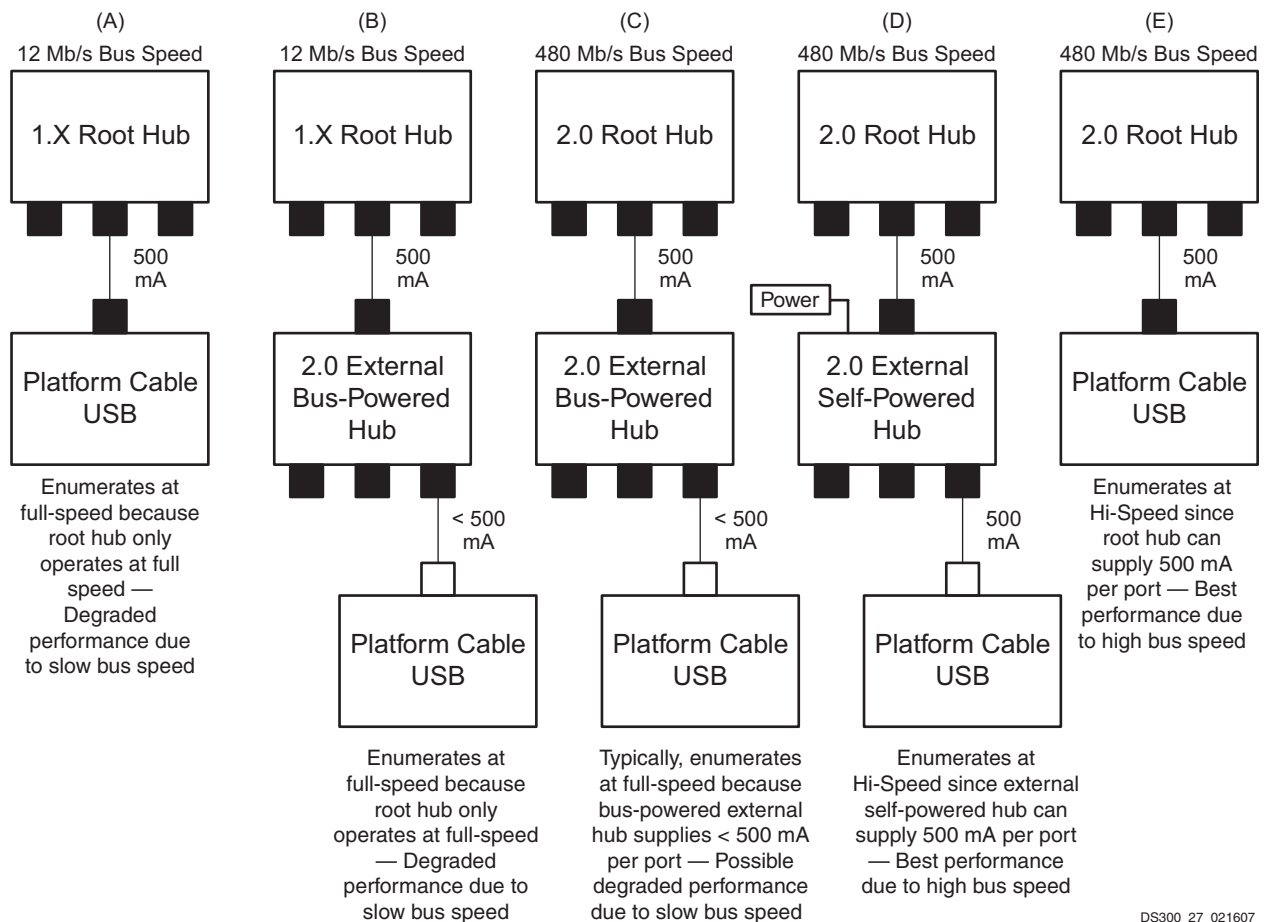 (A)
12 Mb/s Bus Speed
1.X Root Hub
500
mA
Platform Cable
USB
Enumerates at
full-speed because
root hub only
operates at full
speed —
Degraded
performance due
to slow bus speed
(B)
12 Mb/s Bus Speed
1.X Root Hub
500
mA
2.0 External
Bus-Powered
Hub
< 500
mA
Platform Cable
USB
Enumerates at
full-speed because
root hub only
operates at full-speed
— Degraded
performance due to
slow bus speed
(C)
480 Mb/s Bus Speed
2.0 Root Hub
500
mA
2.0 External
Bus-Powered
Hub
< 500
mA
Platform Cable
USB
Typically, enumerates
at full-speed because
bus-powered external
hub supplies < 500 mA
per port — Possible
degraded performance
due to slow bus speed
(D)
480 Mb/s Bus Speed
2.0 Root Hub
500
mA
Power
2.0 External
Self-Powered
Hub
500
mA
Platform Cable
USB
Enumerates at
Hi-Speed since external
self-powered hub can
supply 500 mA per port
— Best performance
due to high bus speed
(E)
480 Mb/s Bus Speed
2.0 Root Hub
500
mA
Platform Cable
USB
Enumerates at
Hi-Speed since
root hub can
supply 500 mA
per port — Best
performance due
to high bus speed
DS300_27_021607